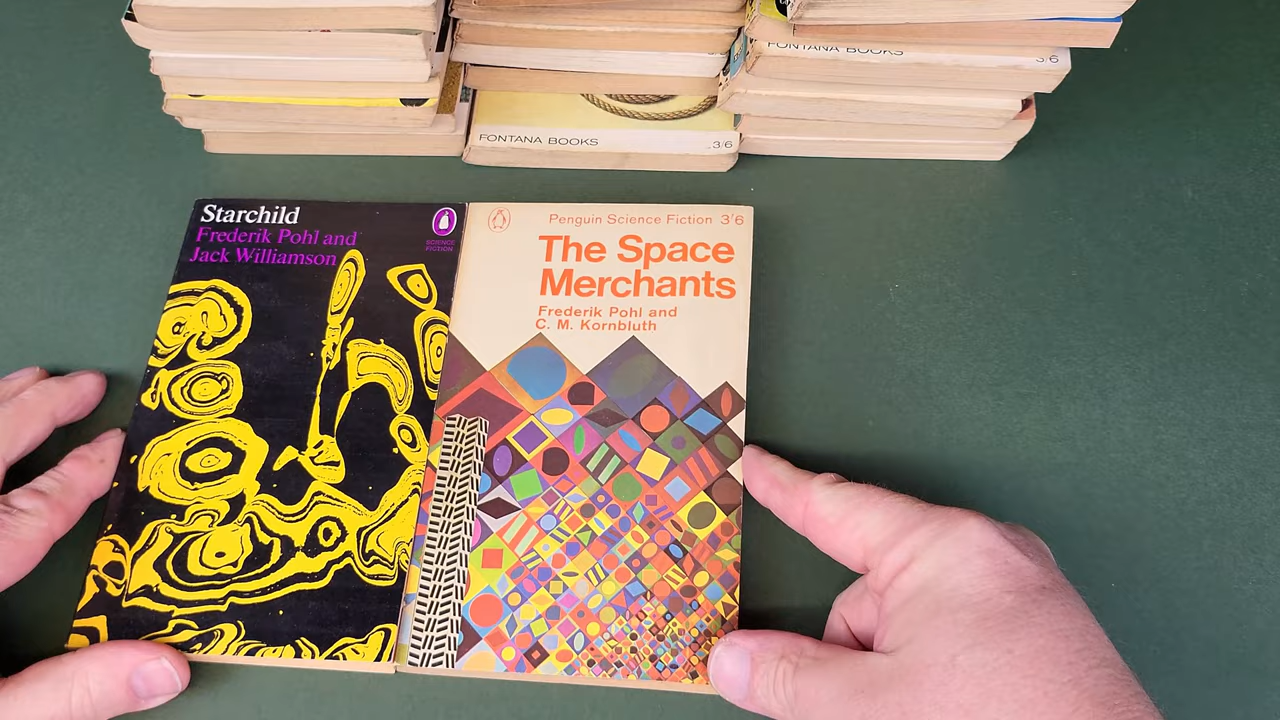 FONTANA BOOKS
3/6
FONTANA BOOKS
3/6
Starchild
Frederik Pohl and
Jack Williamson
SCIENCE
FICTION
Penguin Science Fiction 3'6
The Space
Merchants
Frederik Pohl and
C. M. Kornbluth